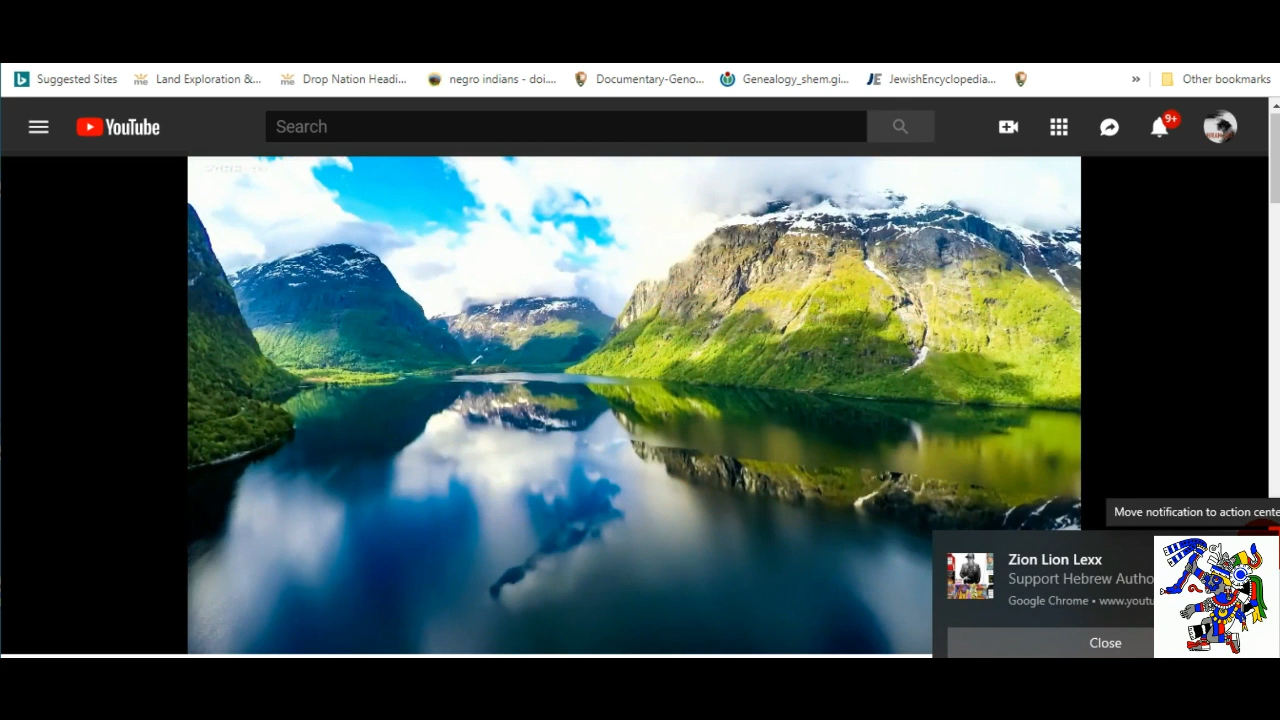 Suggested Sites Land Exploration &... Drop Nation Headi... negro indians - doi.... Documentary-Geno... Genealogy_shem.gi... JewishEncyclopedia... » Other bookmarks
YouTube Search 9+
Move notification to action cente
Zion Lion Lexx
Support Hebrew Autho
Google Chrome • www.youtu
Close